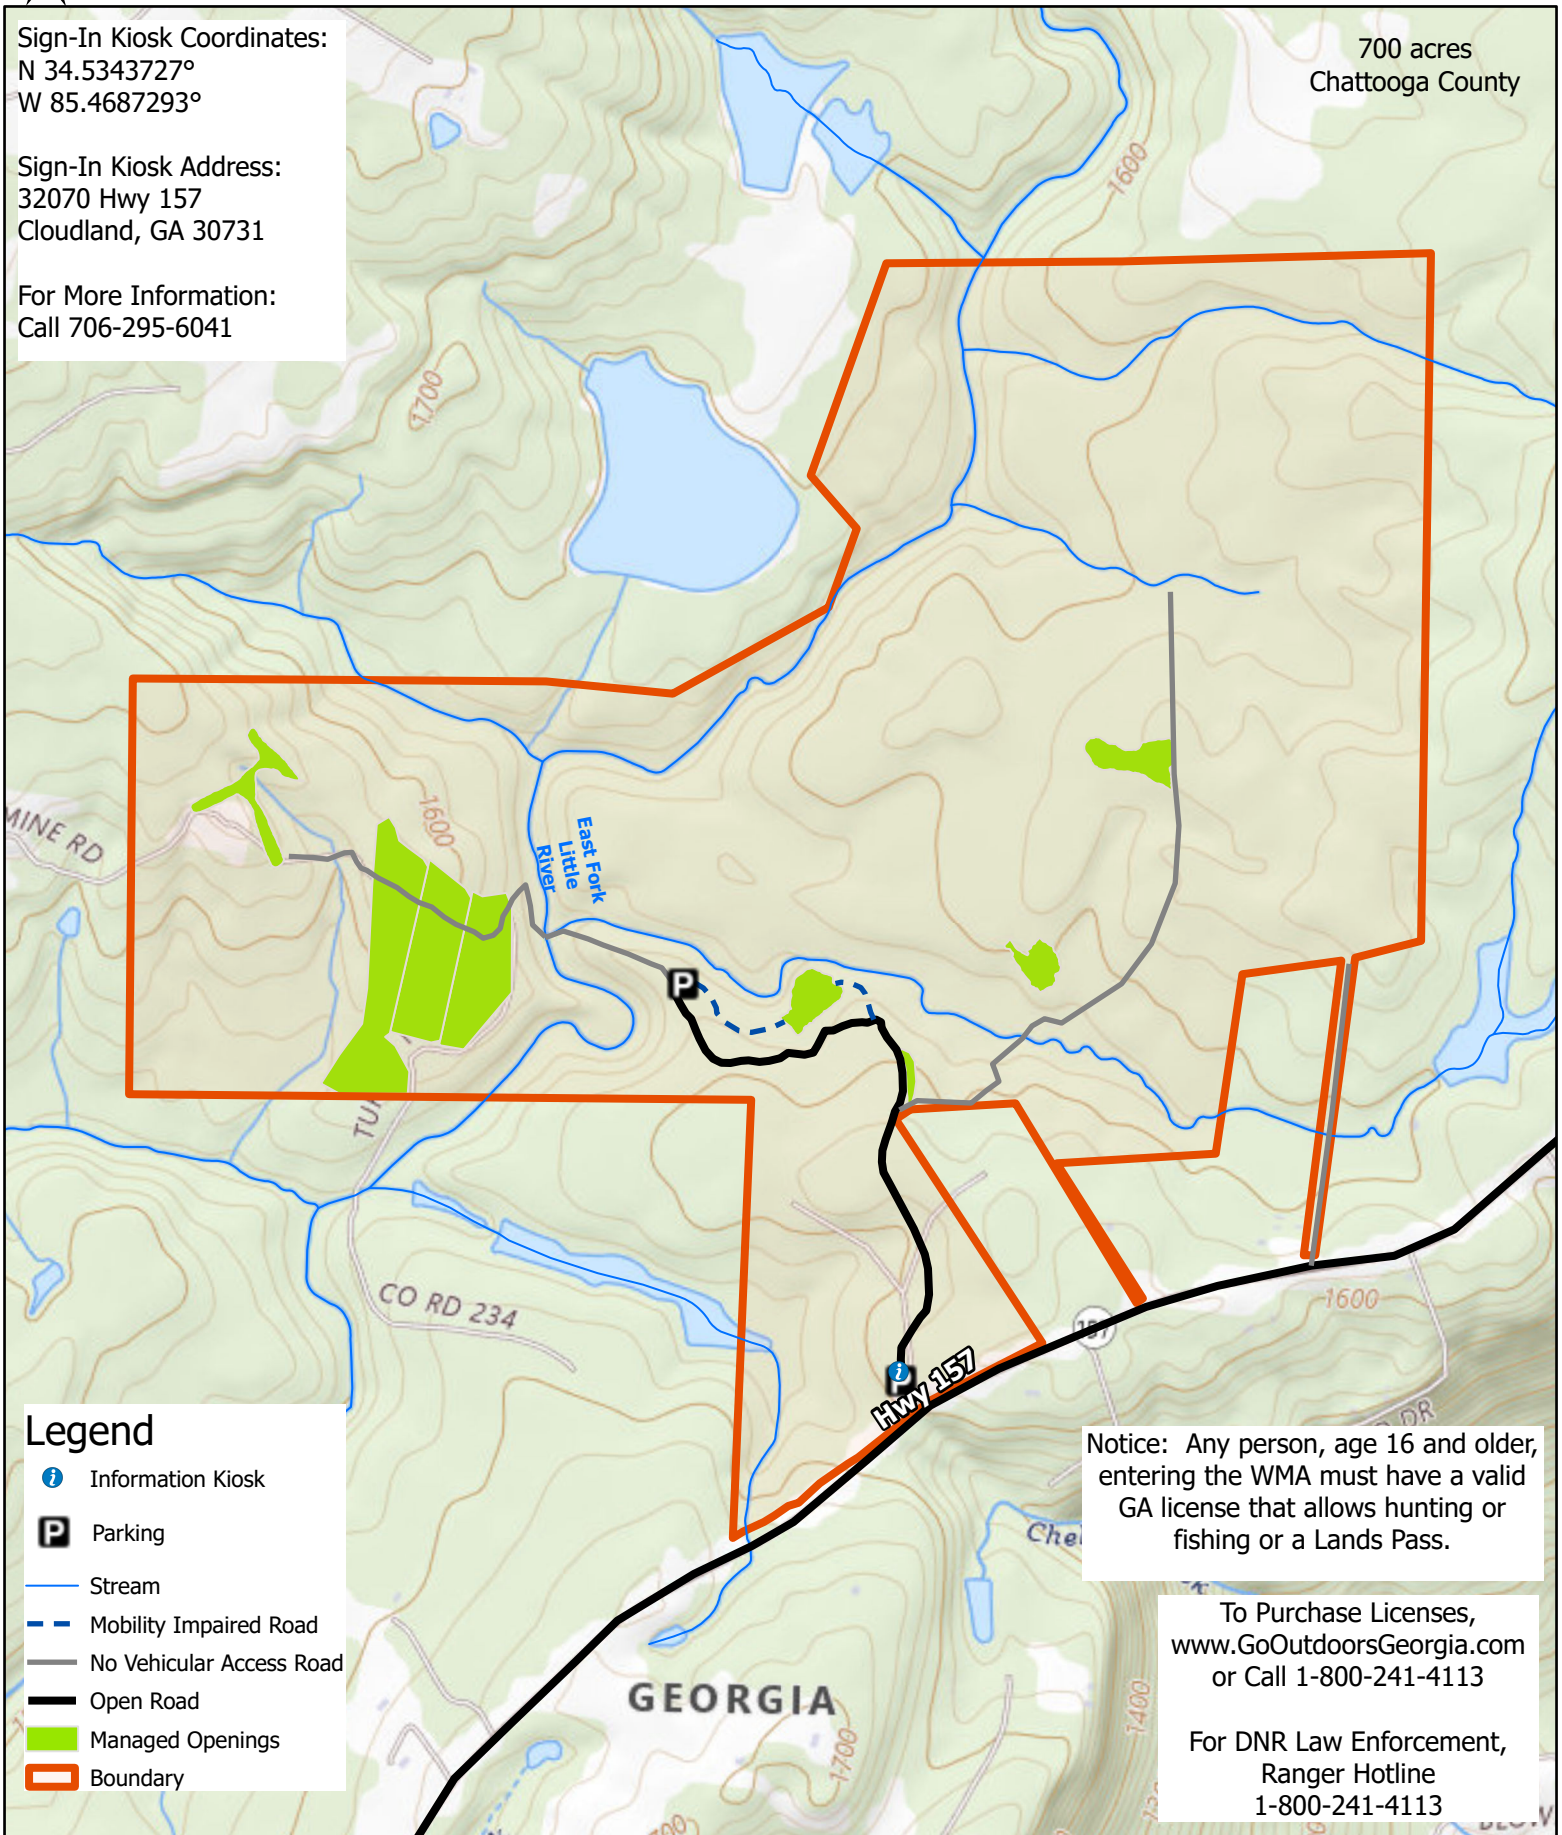 Sign-In Kiosk Coordinates:
N 34.5343727°
W 85.4687293°
Sign-In Kiosk Address:
32070 Hwy 157
Cloudland, GA 30731
For More Information:
Call 706-295-6041
700 acres
Chattooga County
1600
1700
MINE RD
1600
East Fork
Little
River
P
CO RD 234
1600
157
P
Hwy 157
DR
Legend
Information Kiosk
P
Parking
Stream
Mobility Impaired Road
No Vehicular Access Road
Open Road
Managed Openings
Boundary
Notice: Any person, age 16 and older,
entering the WMA must have a valid
GA license that allows hunting or
fishing or a Lands Pass.
To Purchase Licenses,
www.GoOutdoorsGeorgia.com
or Call 1-800-241-4113
For DNR Law Enforcement,
Ranger Hotline
1-800-241-4113
GEORGIA
1700
1400